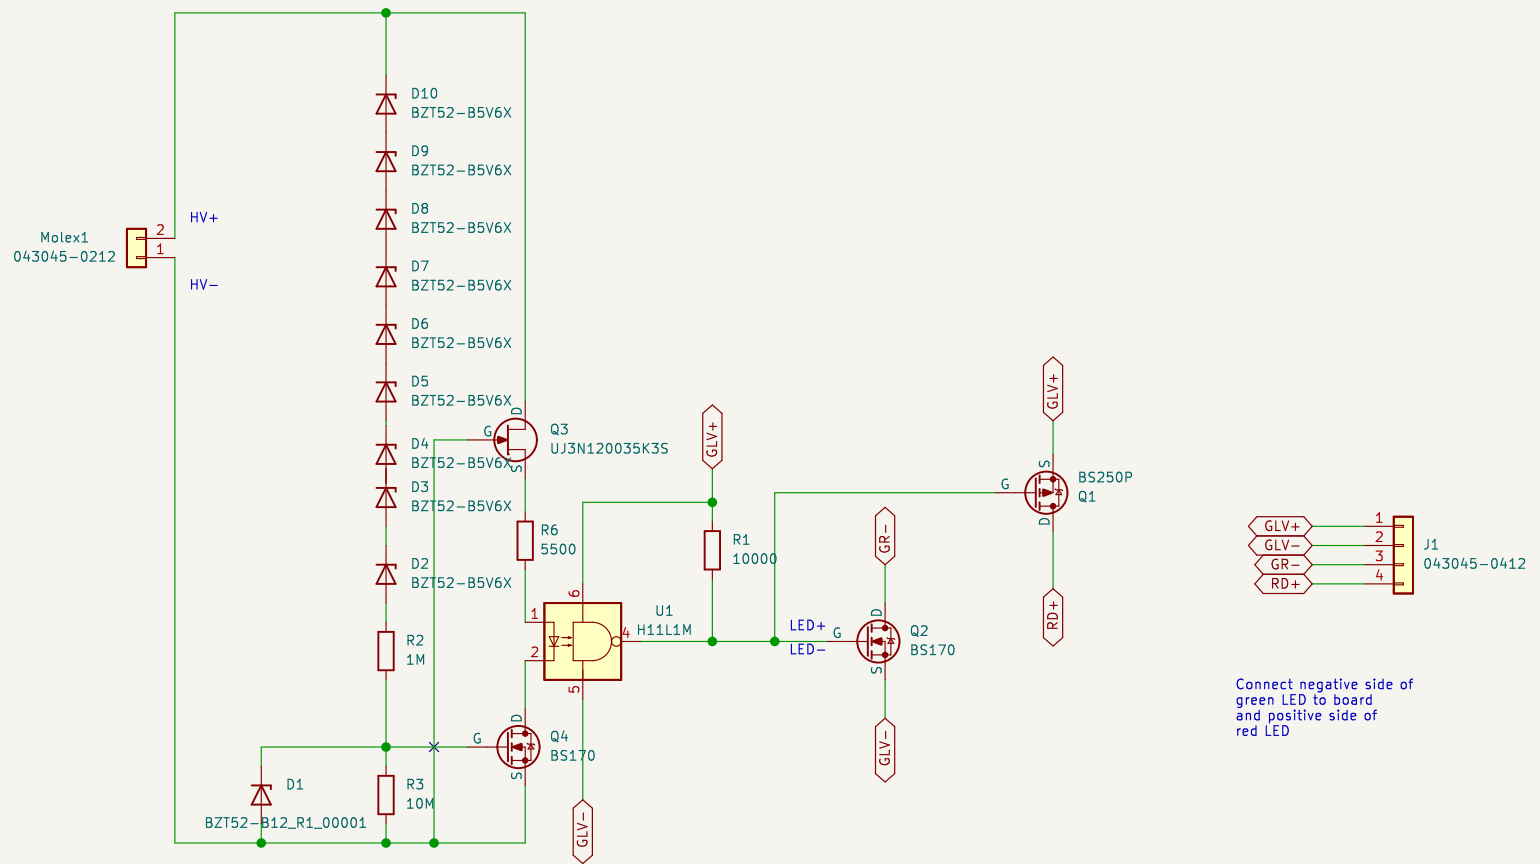 D10
BZT52-B5V6X
D9
BZT52-B5V6X
D8
BZT52-B5V6X
HV+
Molex1
043045-0212
2
1
HV-
D7
BZT52-B5V6X
D6
BZT52-B5V6X
D5
BZT52-B5V6X
D4
BZT52-B5V6X
D3
BZT52-B5V6X
D
G
S
Q3
UJ3N120035K3S
R6
5500
D2
BZT52-B5V6X
R2
1M
GLV+
R1
10000
6
1
2
4
5
U1
H11L1M
LED+
LED-
GR-
D
G
S
Q2
BS170
GLV-
GLV+
S
G
D
BS250P
Q1
RD+
GLV+
GLV-
GR-
RD+
1
2
3
4
J1
043045-0412
Connect negative side of
green LED to board
and positive side of
red LED
D
G
S
Q4
BS170
D1
BZT52-B12_R1_00001
R3
10M
GLV-